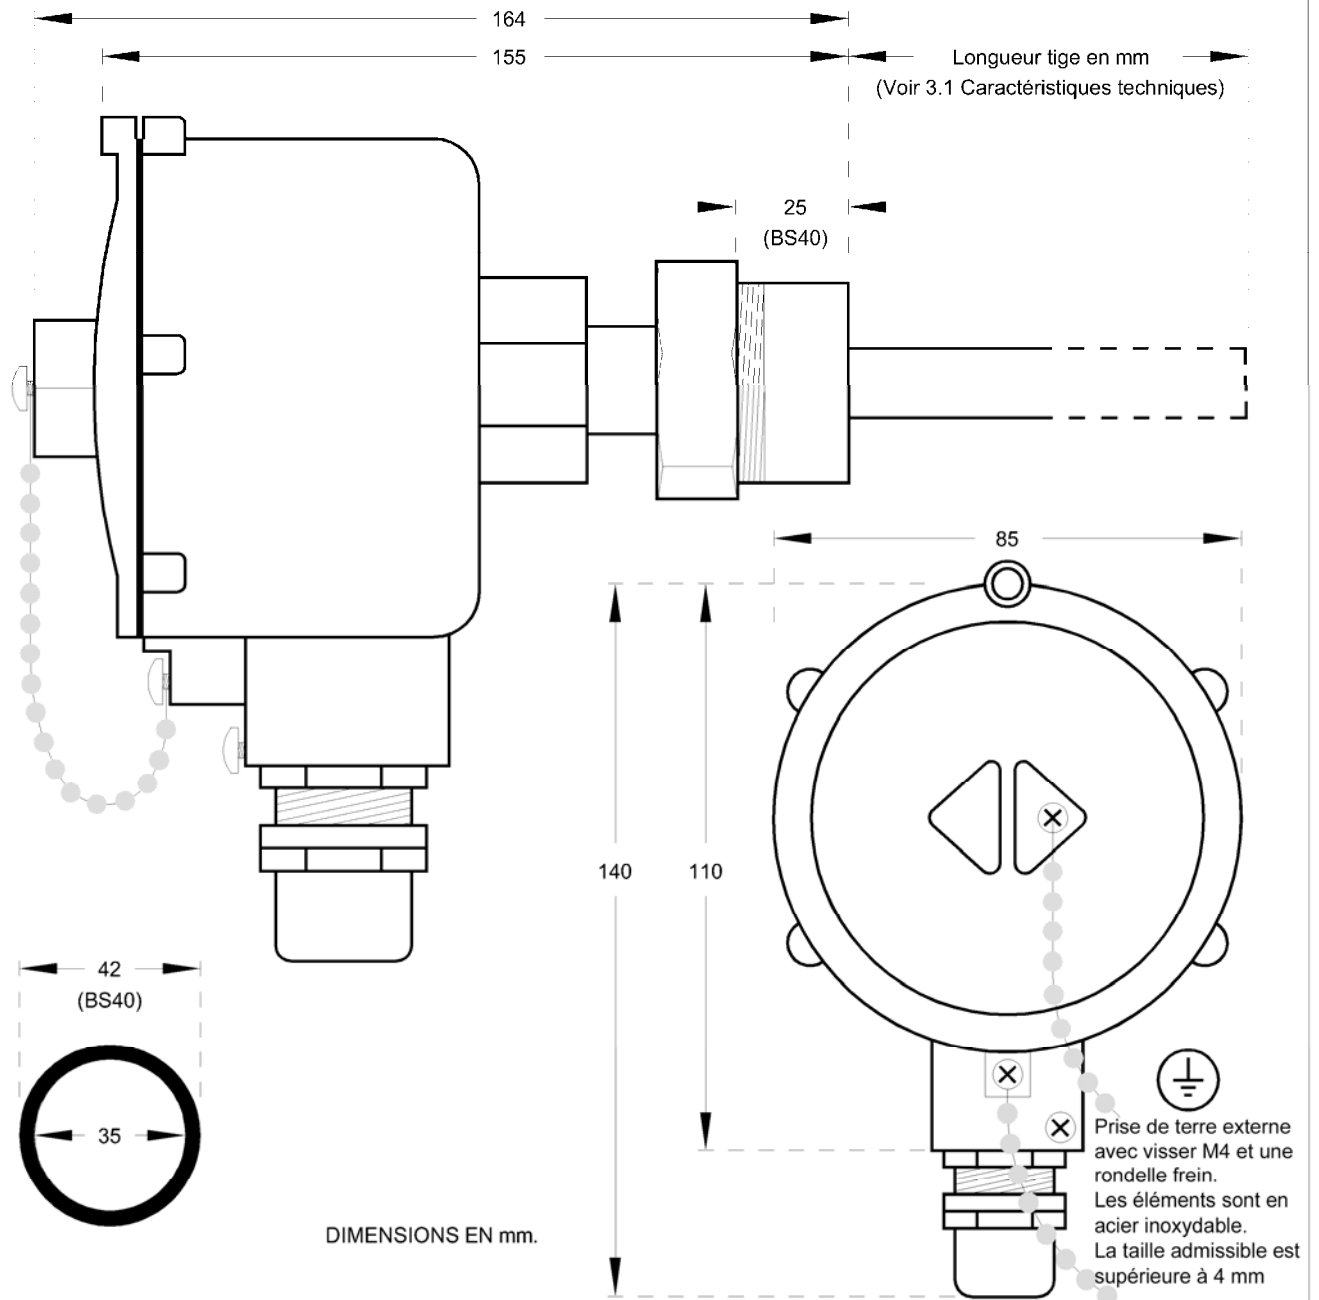 164
155
Longueur tige en mm
(Voir 3.1 Caractéristiques techniques)
25
(BS40)
85
140
110
42
(BS40)
35
DIMENSIONS EN mm.
Prise de terre externe
avec visser M4 et une
rondelle frein.
Les éléments sont en
acier inoxydable.
La taille admissible est
supérieure à 4 mm